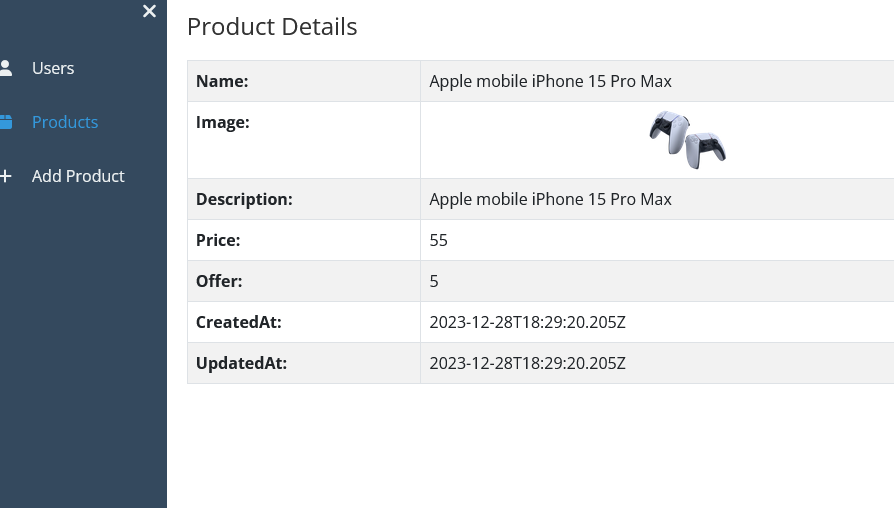 Product Details
Users
Products
Add Product
Name: Apple mobile iPhone 15 Pro Max
Image:
Description: Apple mobile iPhone 15 Pro Max
Price: 55
Offer: 5
CreatedAt: 2023-12-28T18:29:20.205Z
UpdatedAt: 2023-12-28T18:29:20.205Z